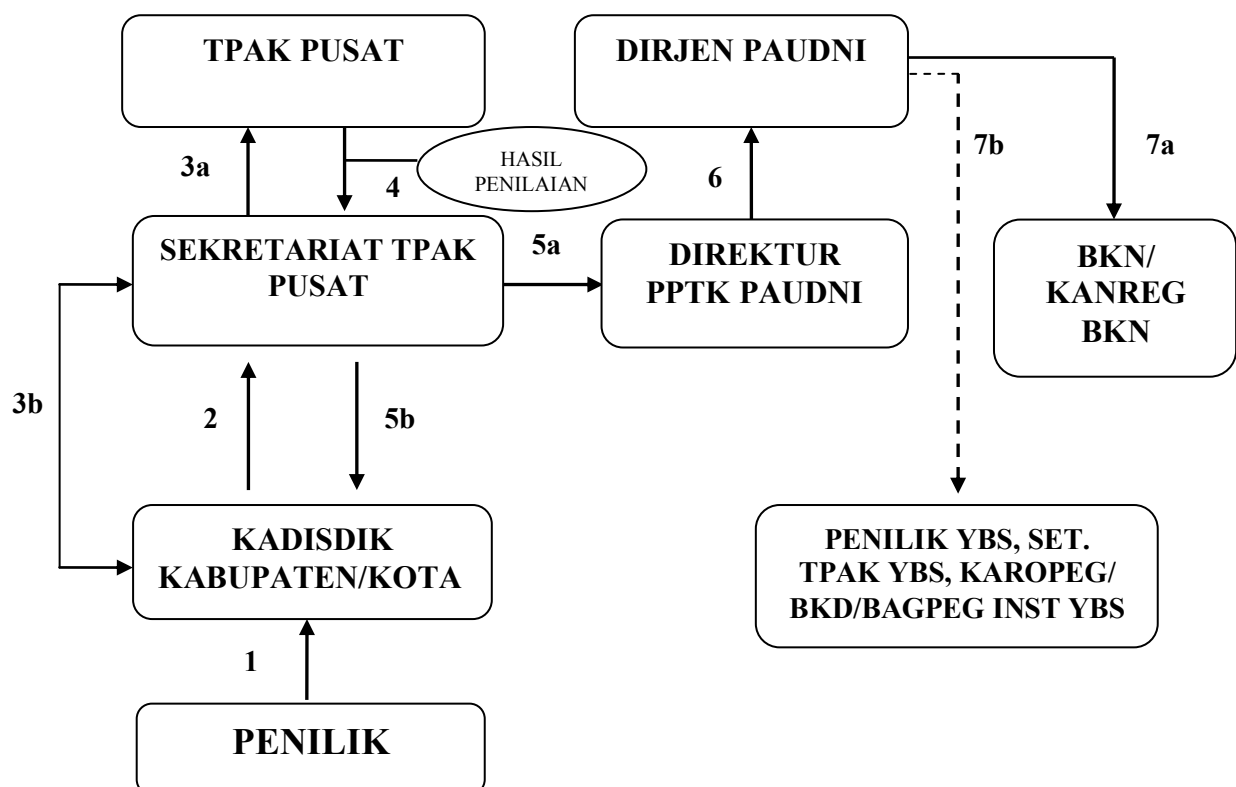 TPAK PUSAT
DIRJEN PAUDNI
3a
4
HASIL
PENILAIAN
6
7b
7a
SEKRETARIAT TPAK
PUSAT
5a
DIREKTUR
PPTK PAUDNI
BKN/
KANREG
BKN
3b
2
5b
KADISDIK
KABUPATEN/KOTA
PENILIK YBS, SET.
TPAK YBS, KAROPEG/
BKD/BAGPEG INST YBS
1
PENILIK